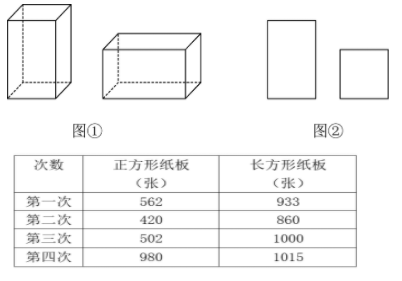 图① 图②
次数 正方形纸板（张） 长方形纸板（张）
第一次 562 933
第二次 420 860
第三次 502 1000
第四次 980 1015